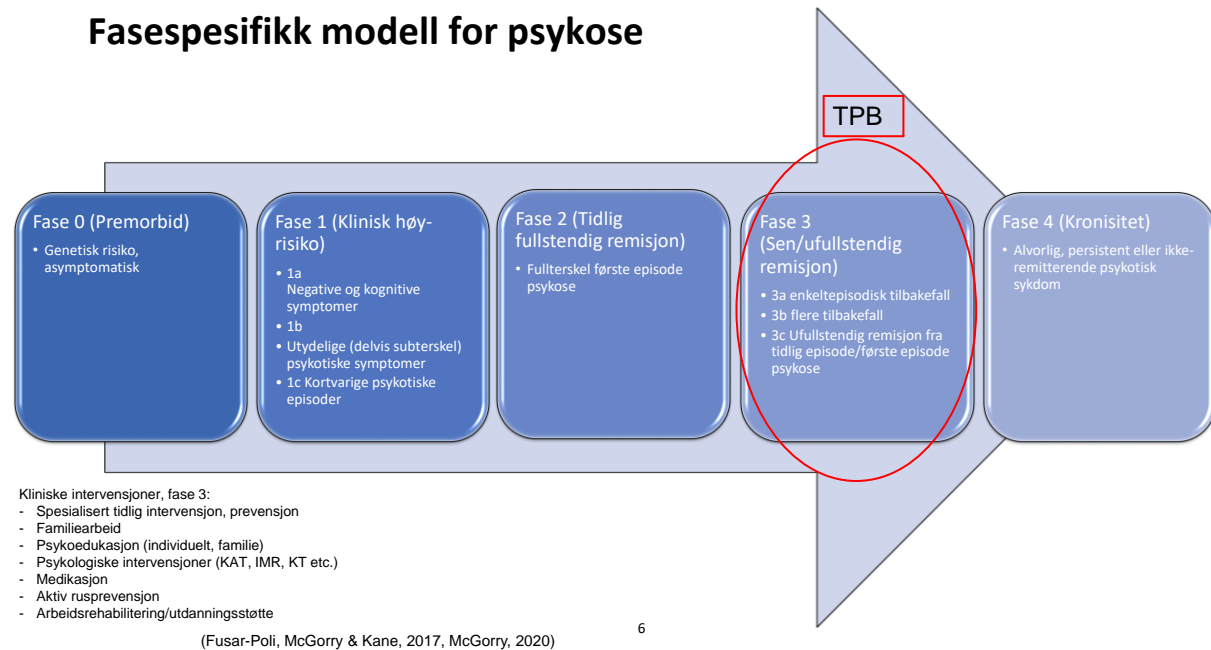 Fasespesifikk modell for psykose
TPB
Fase 0 (Premorbid)
• Genetisk risiko,
asymptomatisk
Fase 1 (Klinisk høy-
risiko)
• 1a
Negative og kognitive
symptomer
• 1b
• Utydelige (delvis subterskel)
psykotiske symptomer
• 1c Kortvarige psykotiske
episoder
Fase 2 (Tidlig
fullstendig remisjon)
• Fullterskel første episode
psykose
Fase 3
(Sen/ufullstendig
remisjon)
• 3a enkeltepisodisk tilbakefall
• 3b flere tilbakefall
• 3c Ufullstendig remisjon fra
tidlig episode/første episode
psykose
Fase 4 (Kronisitet)
• Alvorlig, persistent eller ikke-
remitterende psykotisk
sykdom
Kliniske intervensjoner, fase 3:
- Spesialisert tidlig intervensjon, prevensjon
- Familiearbeid
- Psykoedukasjon (individuelt, familie)
- Psykologiske intervensjoner (KAT, IMR, KT etc.)
- Medikasjon
- Aktiv rusprevensjon
- Arbeidsrehabilitering/utdanningsstøtte
6
(Fusar-Poli, McGorry & Kane, 2017, McGorry, 2020)